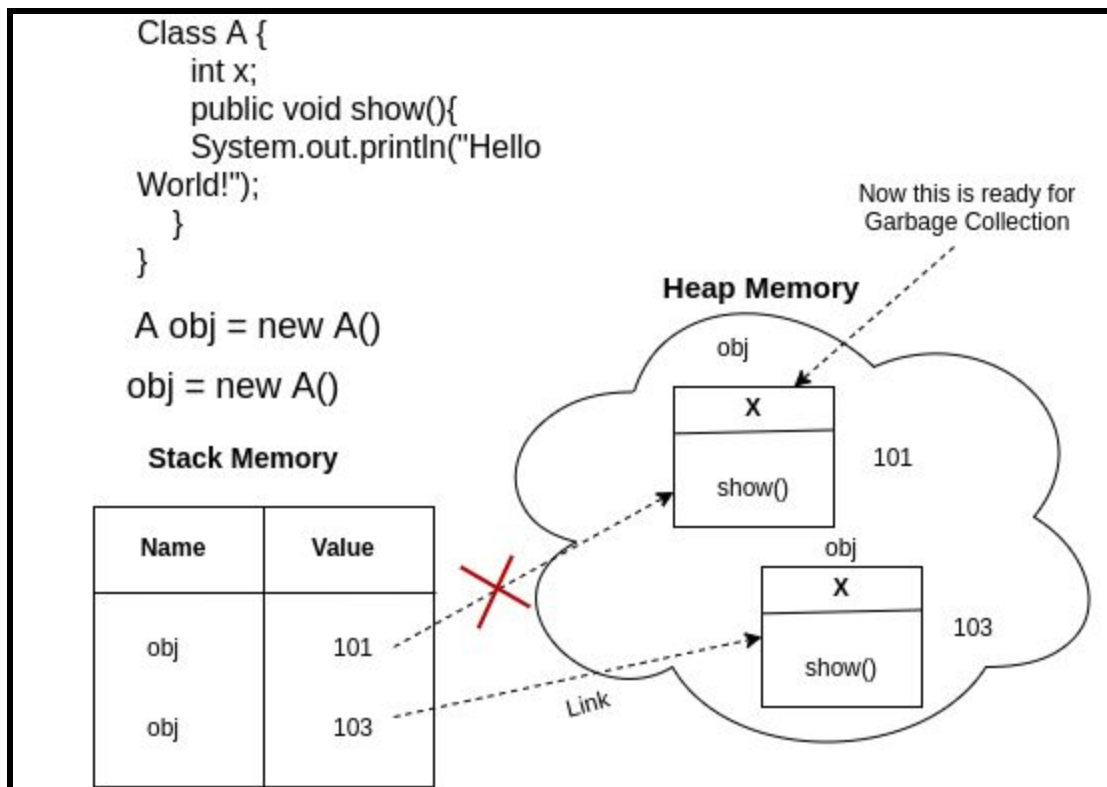 Class A {
int x;
public void show(){
System.out.println("Hello
World!");
}
}
A obj = new A()
obj = new A()
Now this is ready for
Garbage Collection
Heap Memory
obj
X
show()
101
obj
X
show()
103
Stack Memory
Name Value
obj 101
obj 103
Link